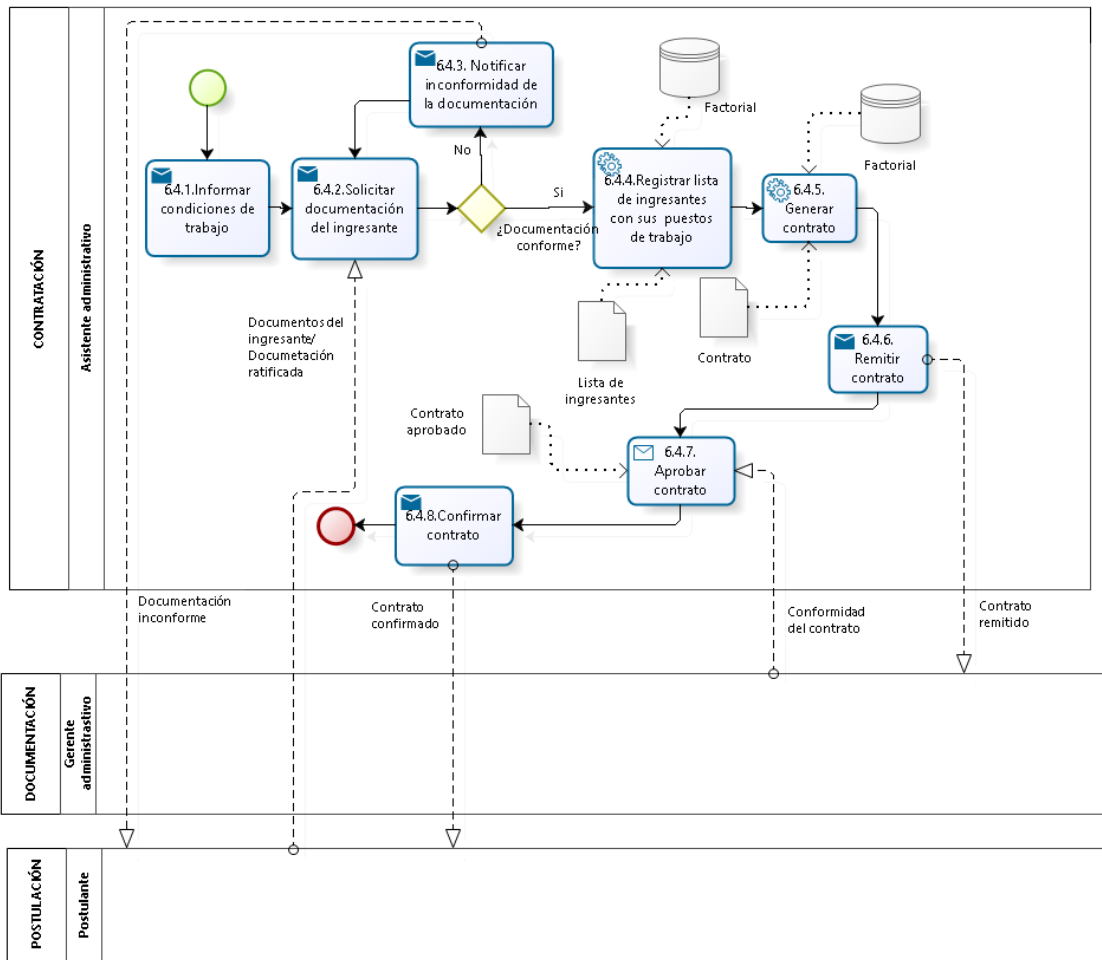 CONTRATACIÓN
Asistente administrativo
6.4.3. Notificar
inconformidad de
la documentación
Factorial
Factorial
No
6.4.1.Informar
condiciones de
trabajo
6.4.2.Solicitar
documentación
del ingresante
Si
¿Documentación
conforme?
6.4.4.Registrar lista
de ingresantes
con sus puestos
de trabajo
6.4.5.
Generar
contrato
Documentos del
ingresante/
Documetación
ratificada
Lista de
ingresantes
Contrato
6.4.6.
Remitir
contrato
Contrato
aprobado
6.4.7.
Aprobar
contrato
6.4.8.Confirmar
contrato
Documentación
inconforme
Contrato
confirmado
Conformidad
del contrato
Contrato
remitido
DOCUMENTACIÓN
Gerente
administrastivo
POSTULACIÓN
Postulante